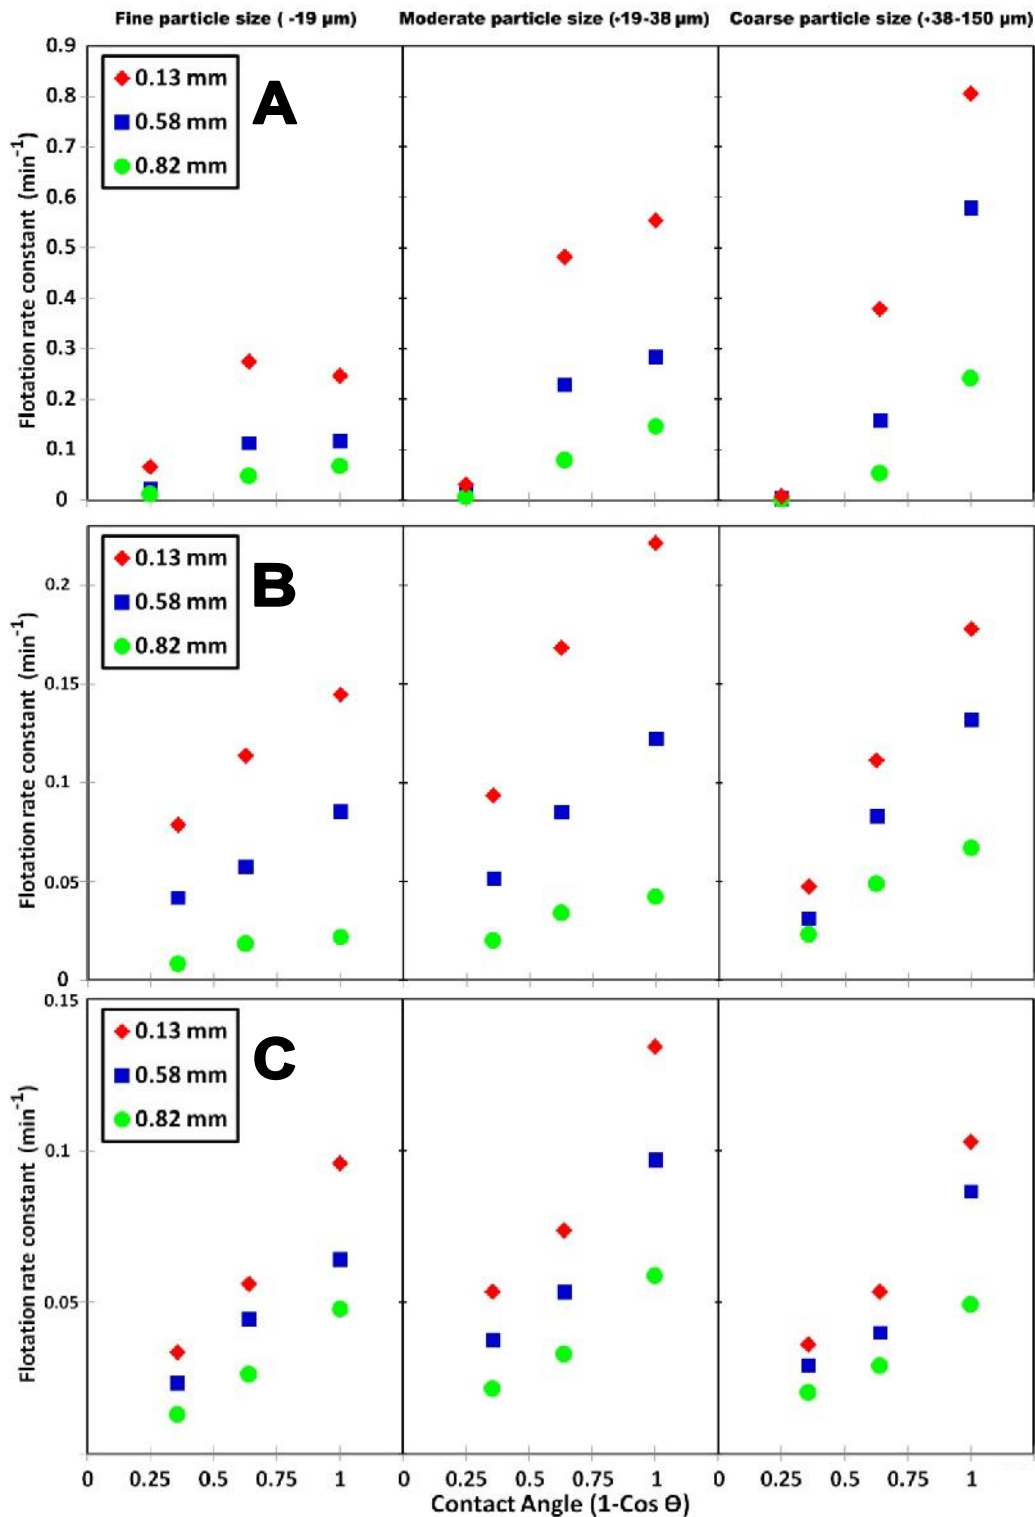 Fine particle size ( -19 µm) Moderate particle size (+19-38 µm) Coarse particle size (+38-150 µm)
0.9
0.8
0.7
0.6
0.5
0.4
0.3
0.2
0.1
0
Flotation rate constant (min⁻¹)
0.13 mm
0.58 mm
0.82 mm
A
0.2
0.15
0.1
0.05
0
Flotation rate constant (min⁻¹)
0.13 mm
0.58 mm
0.82 mm
B
0.15
0.1
0.05
Flotation rate constant (min⁻¹)
0.13 mm
0.58 mm
0.82 mm
C
0 0.25 0.75 1 0 0.25 0.75 1 0 0.25 0.75 1
Contact Angle (1-Cos Θ)